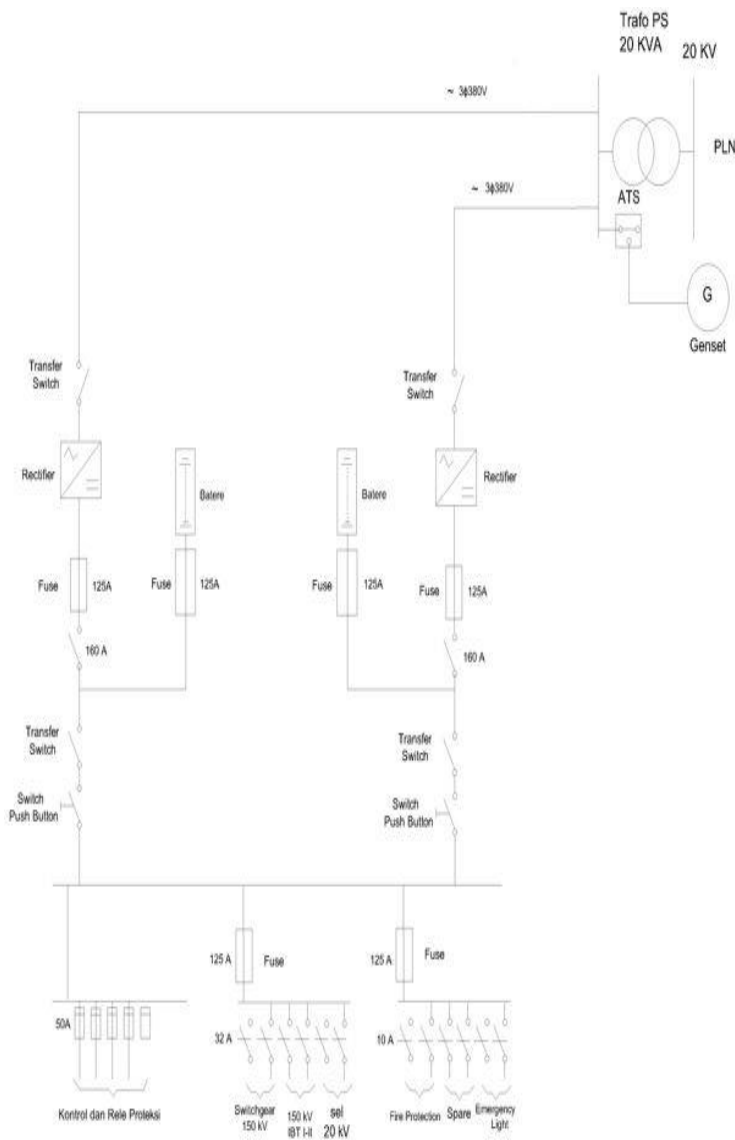 Trafo PS
20 KVA
20 KV
~ 3ɸ380V
PLN
~ 3ɸ380V
ATS
G
Genset
Transfer
Switch
Transfer
Switch
Rectifier
Batere
Batere
Rectifier
Fuse
125A
Fuse
125A
Fuse
125A
Fuse
125A
160 A
160 A
Transfer
Switch
Transfer
Switch
Switch
Push Button
Switch
Push Button
125 A
Fuse
125 A
Fuse
50A
32 A
10 A
Kontrol dan Rele Proteksi
Switchgear
150 kV
150 kV
IBT I-II
sel
20 kV
Fire Protection
Spare
Emergency
Light